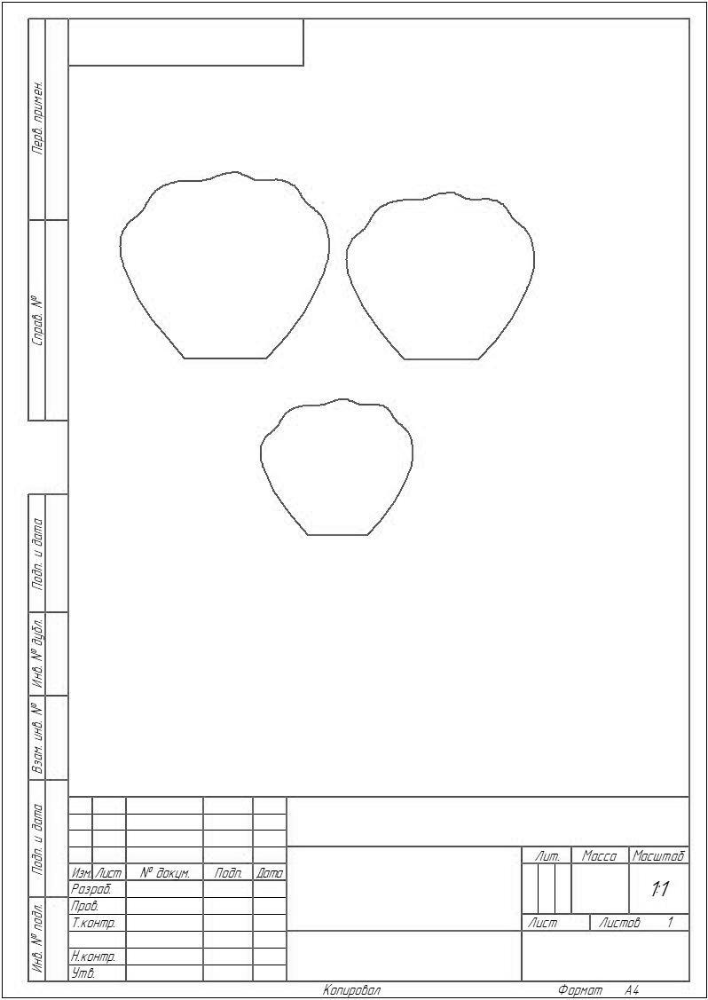 Перв. примен.
Справ. №
Подп. и дата
Инв. № дубл.
Взам. инв. №
Подп. и дата
Инв. № подл.
Изм. Лист № докум. Подп. Дата
Разраб.
Пров.
Т.контр.
Н.контр.
Утв.
Лит. Масса Масштаб
1:1
Лист Листов 1
Копировал Формат A4